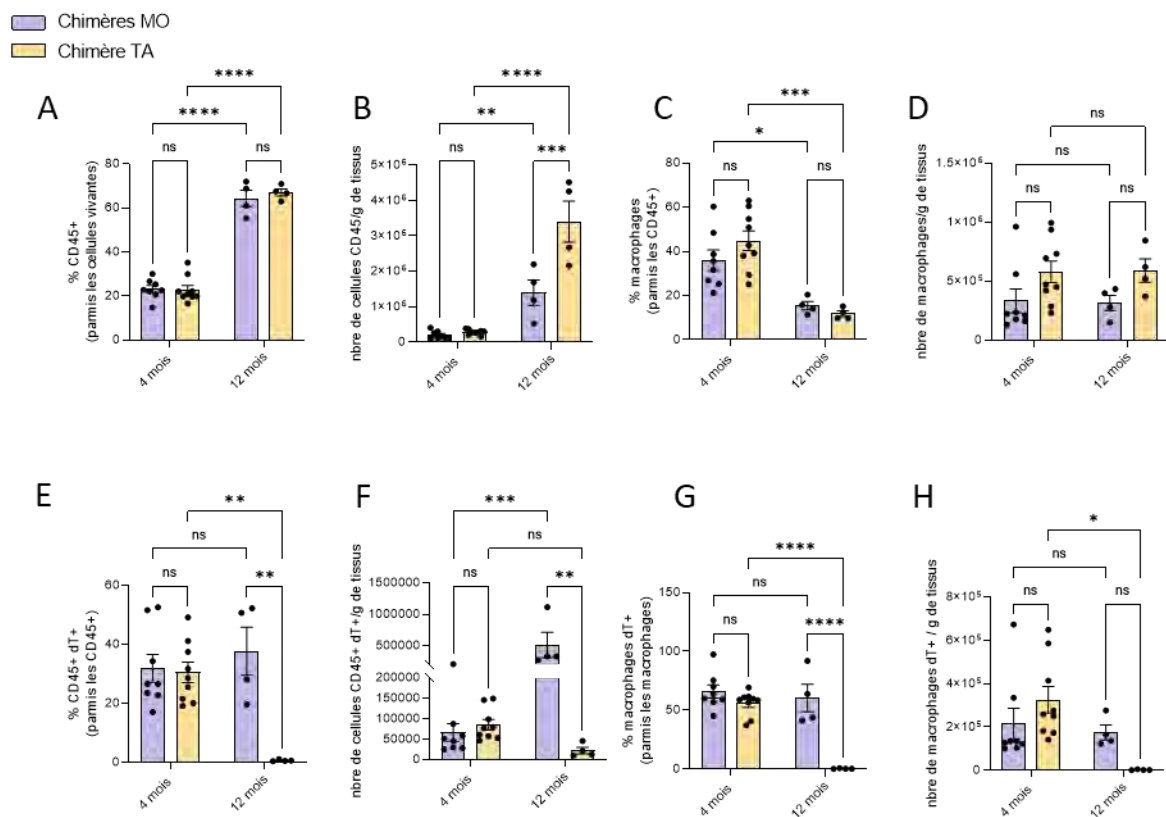 Chimères MO
Chimère TA
A
****
****
ns
ns
% CD45+
(parmis les cellules vivantes)
80
60
40
20
0
4 mois
12 mois
B
****
**
ns
***
nbre de cellules CD45/g de tissus
5×10⁶
4×10⁶
3×10⁶
2×10⁶
1×10⁶
0
4 mois
12 mois
C
***
*
ns
ns
% macrophages
(parmis les CD45+)
80
60
40
20
0
4 mois
12 mois
D
ns
ns
ns
ns
nbre de macrophages/g de tissus
1.5×10⁶
1×10⁶
5×10⁵
0
4 mois
12 mois
E
**
ns
ns
**
% CD45+ dT+
(parmis les CD45+)
60
40
20
0
4 mois
12 mois
F
***
ns
ns
**
nbre de cellules CD45+ dT+/g de tissus
1500000
1000000
500000
200000
150000
100000
50000
0
4 mois
12 mois
G
****
ns
ns
****
% macrophages dT+
(parmis les macrophages)
150
100
50
0
4 mois
12 mois
H
*
ns
ns
ns
nbre de macrophages dT+ / g de tissus
8×10⁵
6×10⁵
4×10⁵
2×10⁵
0
4 mois
12 mois